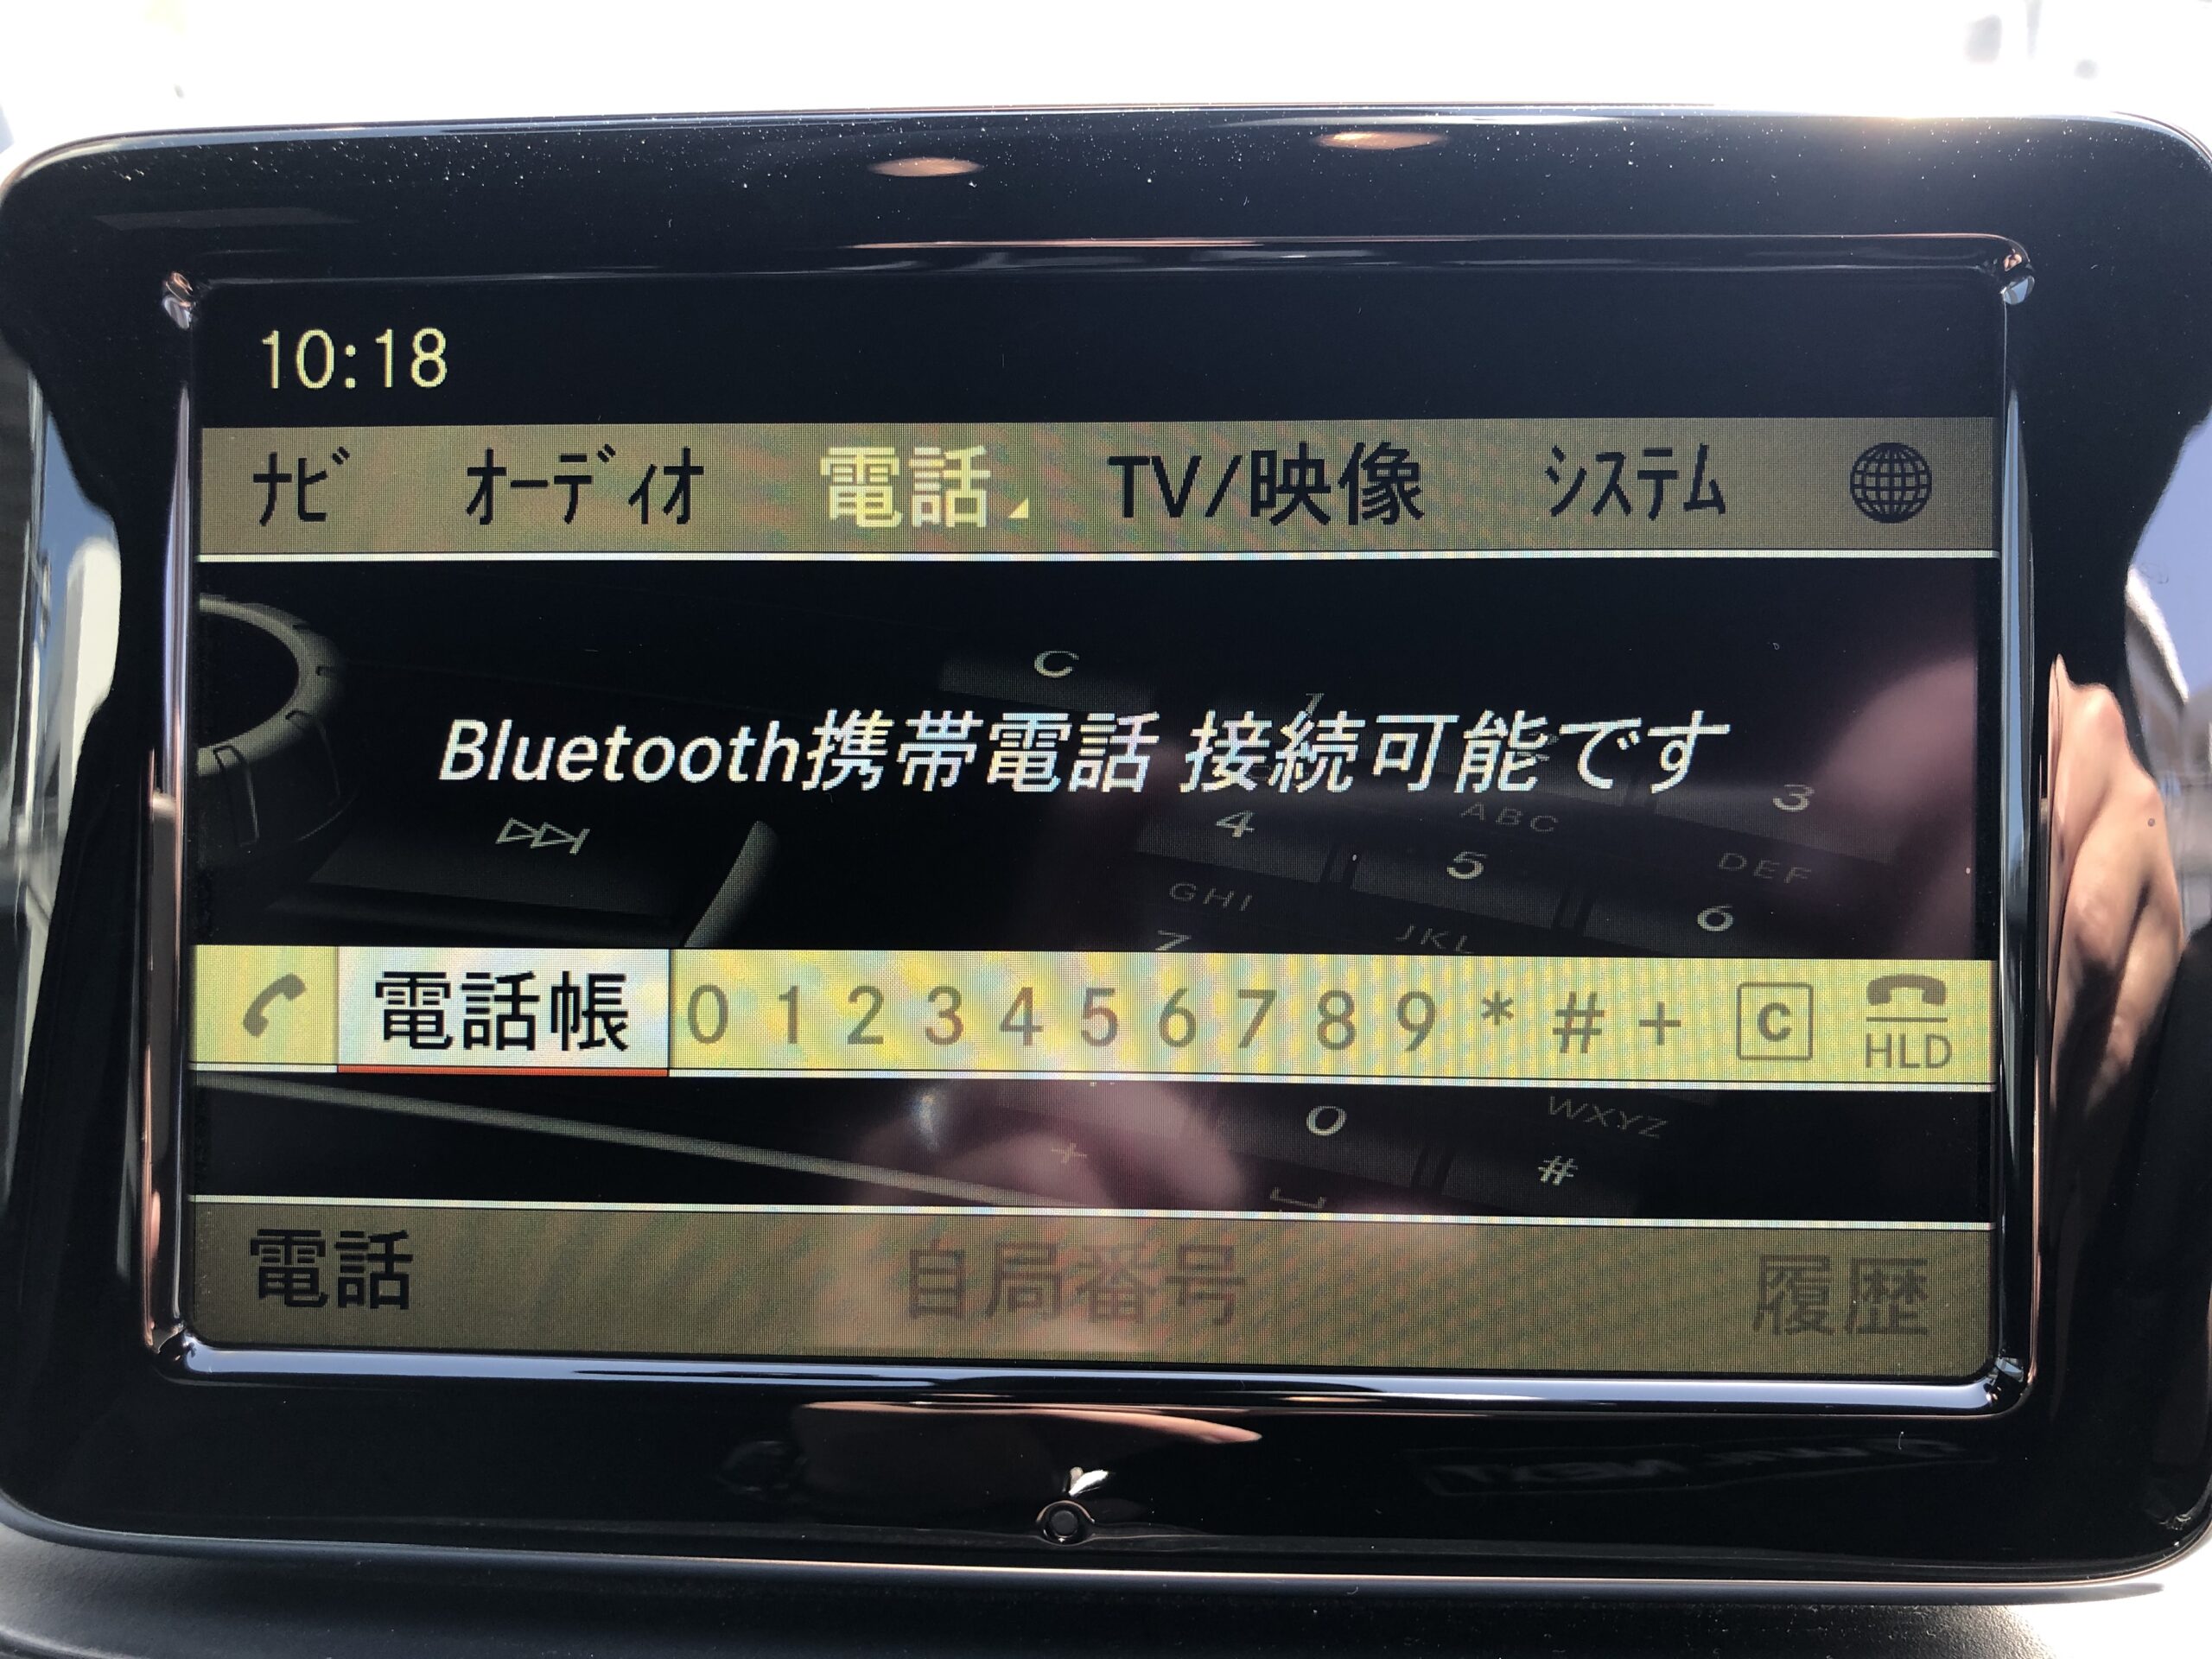 10:18
ナビ オーディオ 電話 TV/映像 システム
C
Bluetooth携帯電話 接続可能です
3
4 ABC
5 DEF
GHI 6
JKL
7
電話帳 0 1 2 3 4 5 6 7 8 9 * # + C HLD
0 WXYZ
+ #
電話 自局番号 履歴